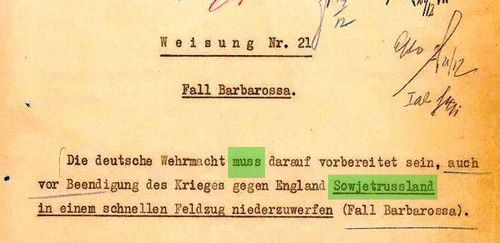 Weisung Nr. 21
Fall Barbarossa.
Die deutsche Wehrmacht muss darauf vorbereitet sein, auch
vor Beendigung des Krieges gegen England Sowjetrussland
in einem schnellen Feldzug niederzuwerfen (Fall Barbarossa).